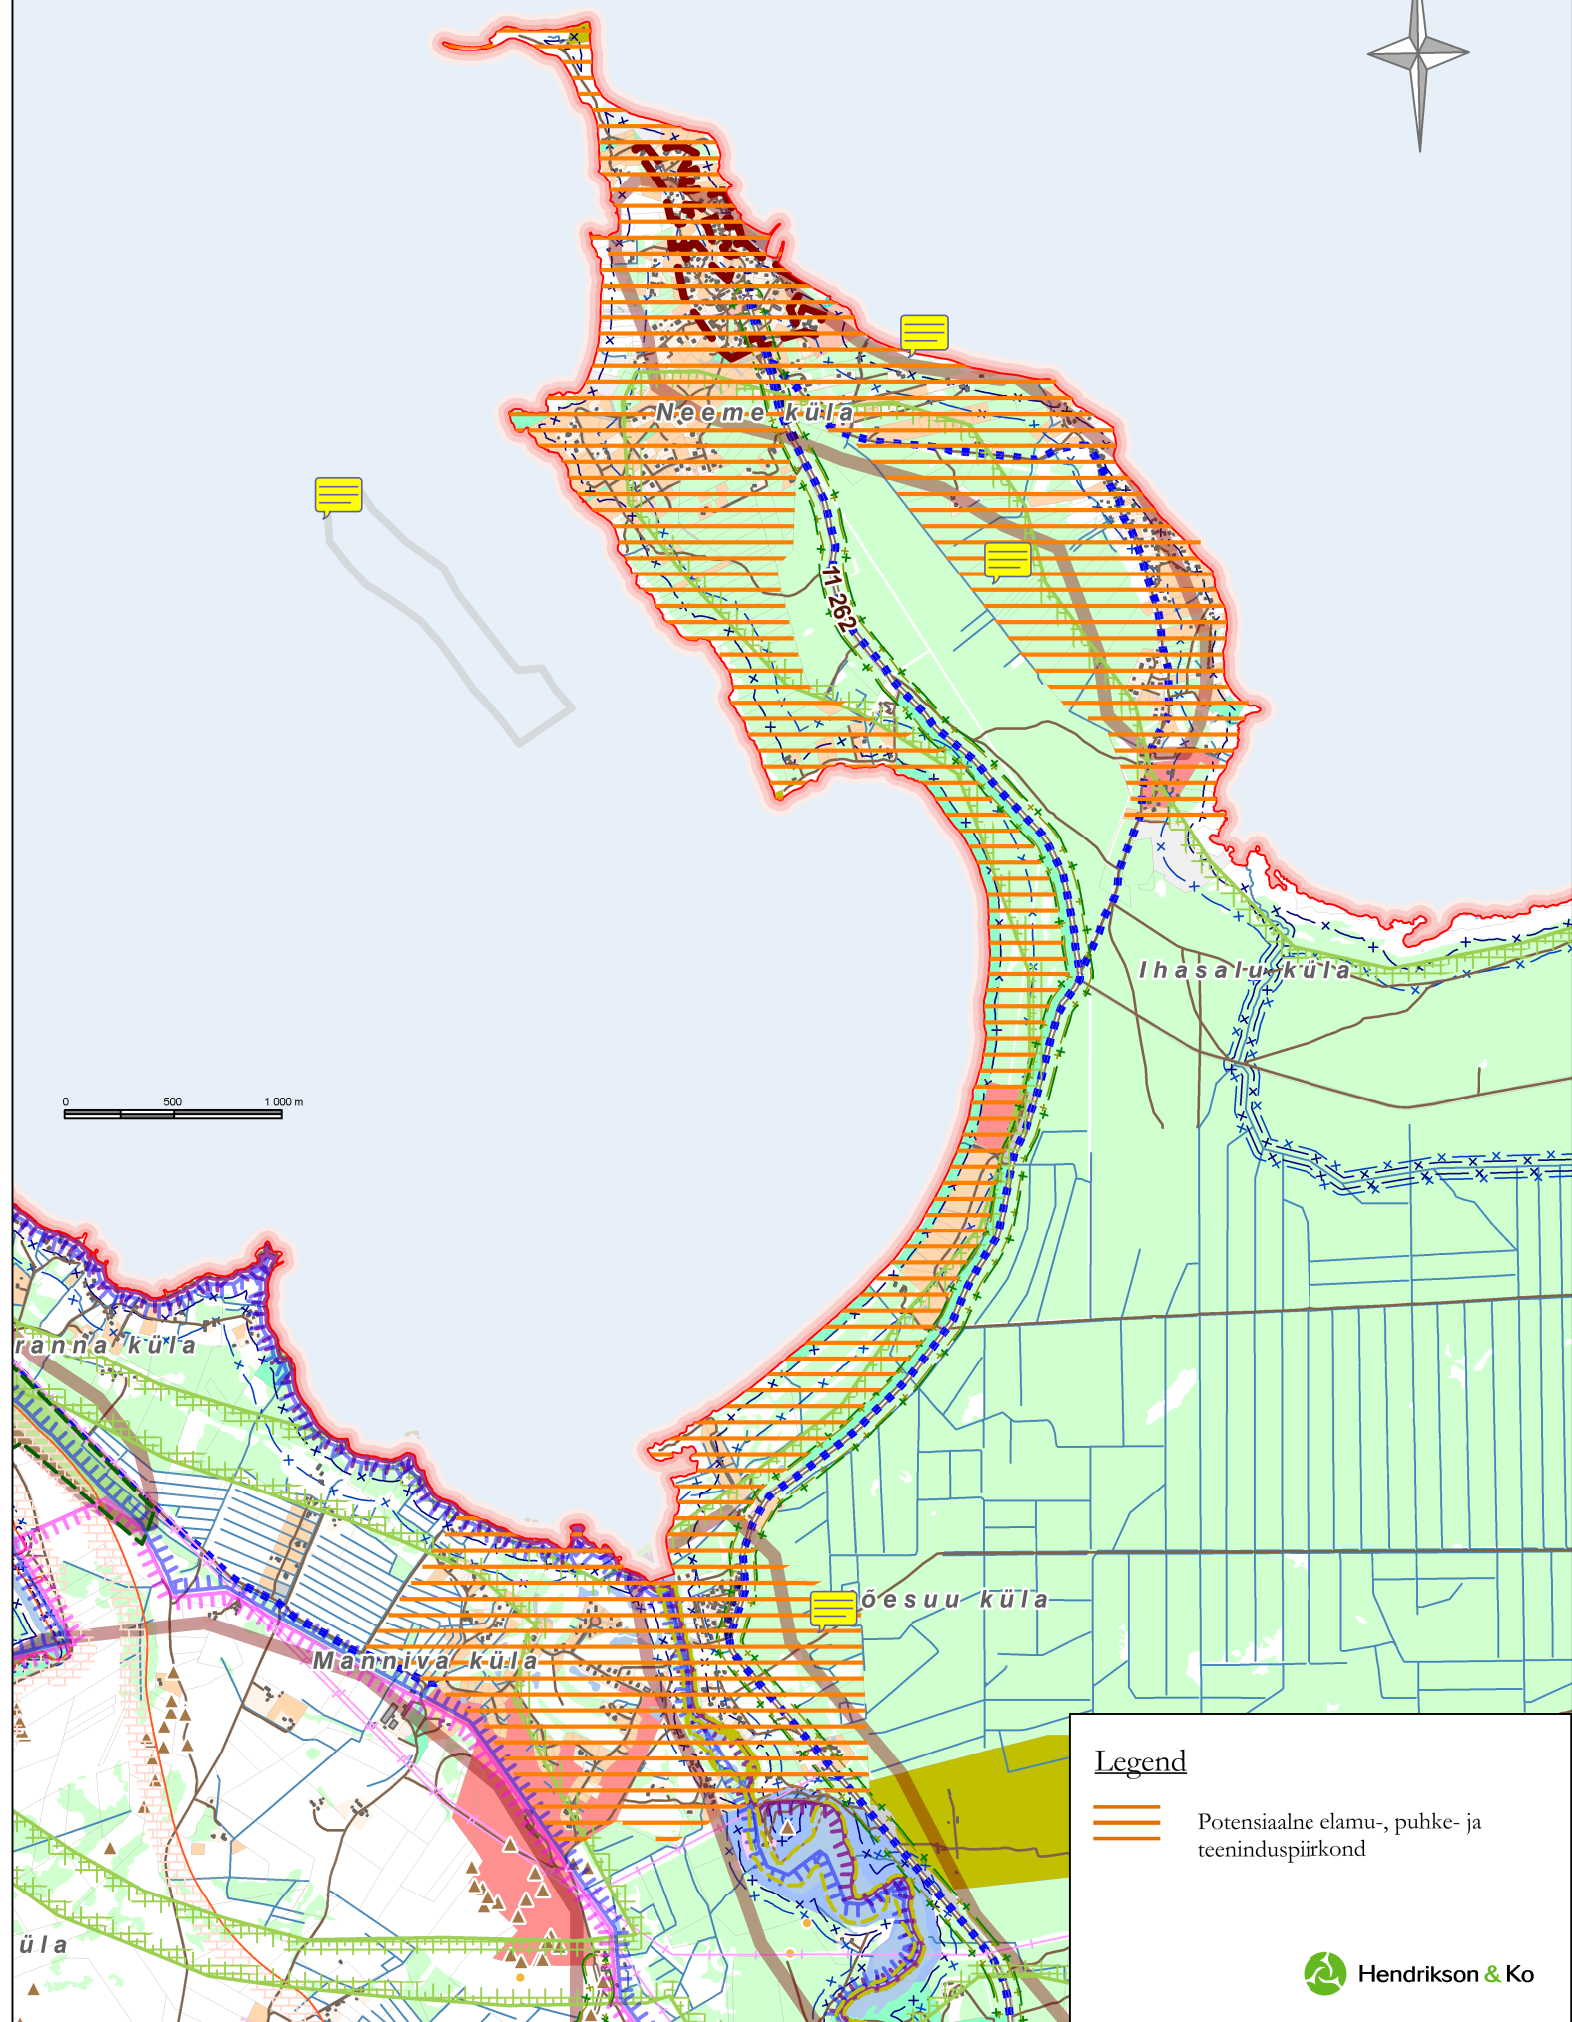 Neeme küla
11-262
Ihasalu küla
0 500 1 000 m
ranna küla
õesuu küla
Manniva küla
üla
Legend
Potensiaalne elamu-, puhke- ja
teeninduspiirkond
Hendrikson & Ko